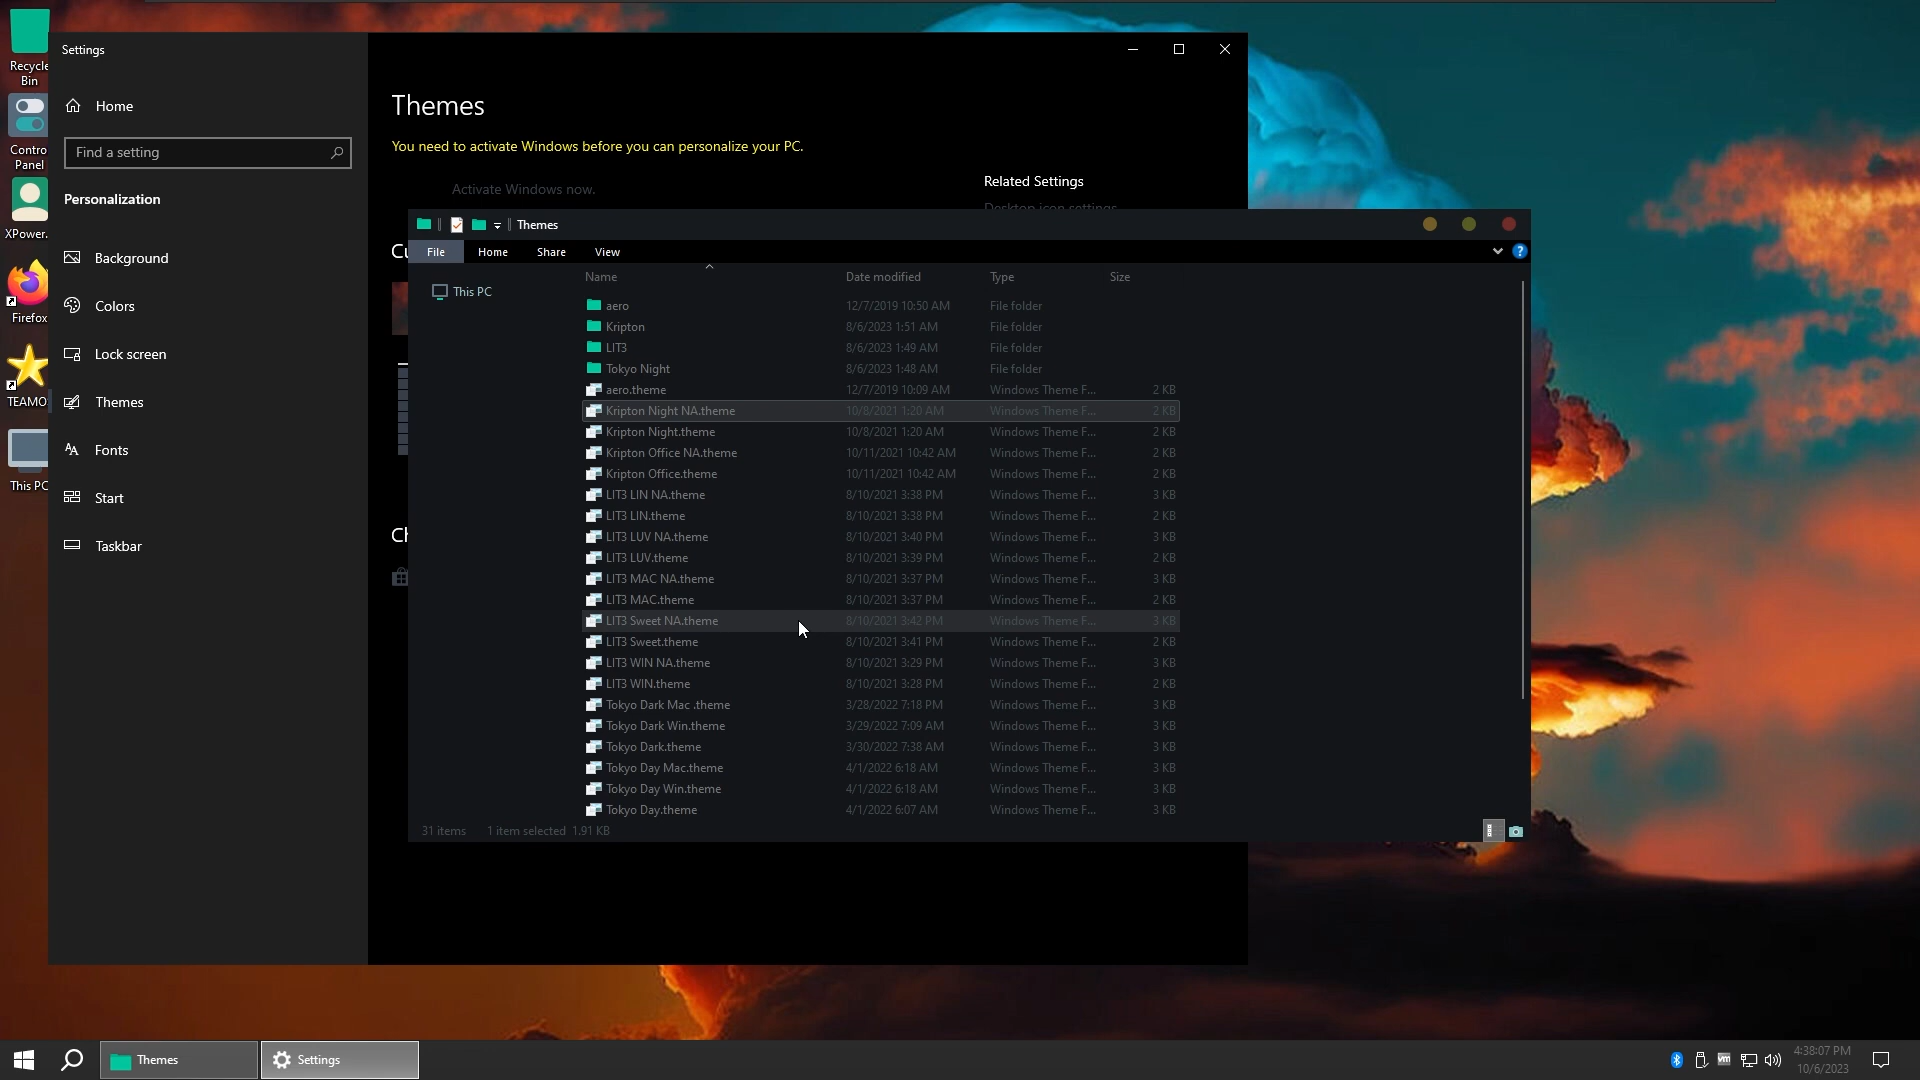 Recycle
Bin
Contro
Panel
XPower.
Firefox
TEAMO
This PC
Settings
Home
Find a setting
Personalization
Background
Colors
Lock screen
Themes
Fonts
Start
Taskbar
Themes
You need to activate Windows before you can personalize your PC.
Activate Windows now.
Related Settings
Desktop icon settings
Cu
Ch
Themes
File Home Share View
This PC
Name Date modified Type Size
aero 12/7/2019 10:50 AM File folder
Kripton 8/6/2023 1:51 AM File folder
LIT3 8/6/2023 1:49 AM File folder
Tokyo Night 8/6/2023 1:48 AM File folder
aero.theme 12/7/2019 10:09 AM Windows Theme F... 2 KB
Kripton Night NA.theme 10/8/2021 1:20 AM Windows Theme F... 2 KB
Kripton Night.theme 10/8/2021 1:20 AM Windows Theme F... 2 KB
Kripton Office NA.theme 10/11/2021 10:42 AM Windows Theme F... 2 KB
Kripton Office.theme 10/11/2021 10:42 AM Windows Theme F... 2 KB
LIT3 LIN NA.theme 8/10/2021 3:38 PM Windows Theme F... 3 KB
LIT3 LIN.theme 8/10/2021 3:38 PM Windows Theme F... 2 KB
LIT3 LUV NA.theme 8/10/2021 3:40 PM Windows Theme F... 3 KB
LIT3 LUV.theme 8/10/2021 3:39 PM Windows Theme F... 2 KB
LIT3 MAC NA.theme 8/10/2021 3:37 PM Windows Theme F... 3 KB
LIT3 MAC.theme 8/10/2021 3:37 PM Windows Theme F... 2 KB
LIT3 Sweet NA.theme 8/10/2021 3:42 PM Windows Theme F... 3 KB
LIT3 Sweet.theme 8/10/2021 3:41 PM Windows Theme F... 2 KB
LIT3 WIN NA.theme 8/10/2021 3:29 PM Windows Theme F... 3 KB
LIT3 WIN.theme 8/10/2021 3:28 PM Windows Theme F... 2 KB
Tokyo Dark Mac .theme 3/28/2022 7:18 PM Windows Theme F... 3 KB
Tokyo Dark Win.theme 3/29/2022 7:09 AM Windows Theme F... 3 KB
Tokyo Dark.theme 3/30/2022 7:38 AM Windows Theme F... 3 KB
Tokyo Day Mac.theme 4/1/2022 6:18 AM Windows Theme F... 3 KB
Tokyo Day Win.theme 4/1/2022 6:18 AM Windows Theme F... 3 KB
Tokyo Day.theme 4/1/2022 6:07 AM Windows Theme F... 3 KB
31 items 1 item selected 1.91 KB
Themes
Settings
vm
4:38:07 PM
10/6/2023